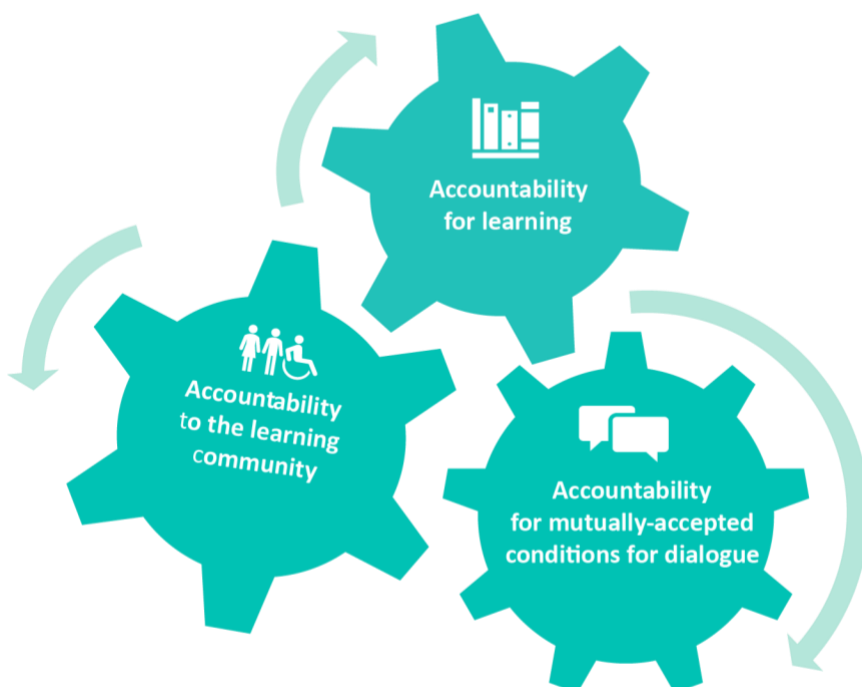 Accountability
for learning
Accountability
to the learning
community
Accountability
for mutually-accepted
conditions for dialogue